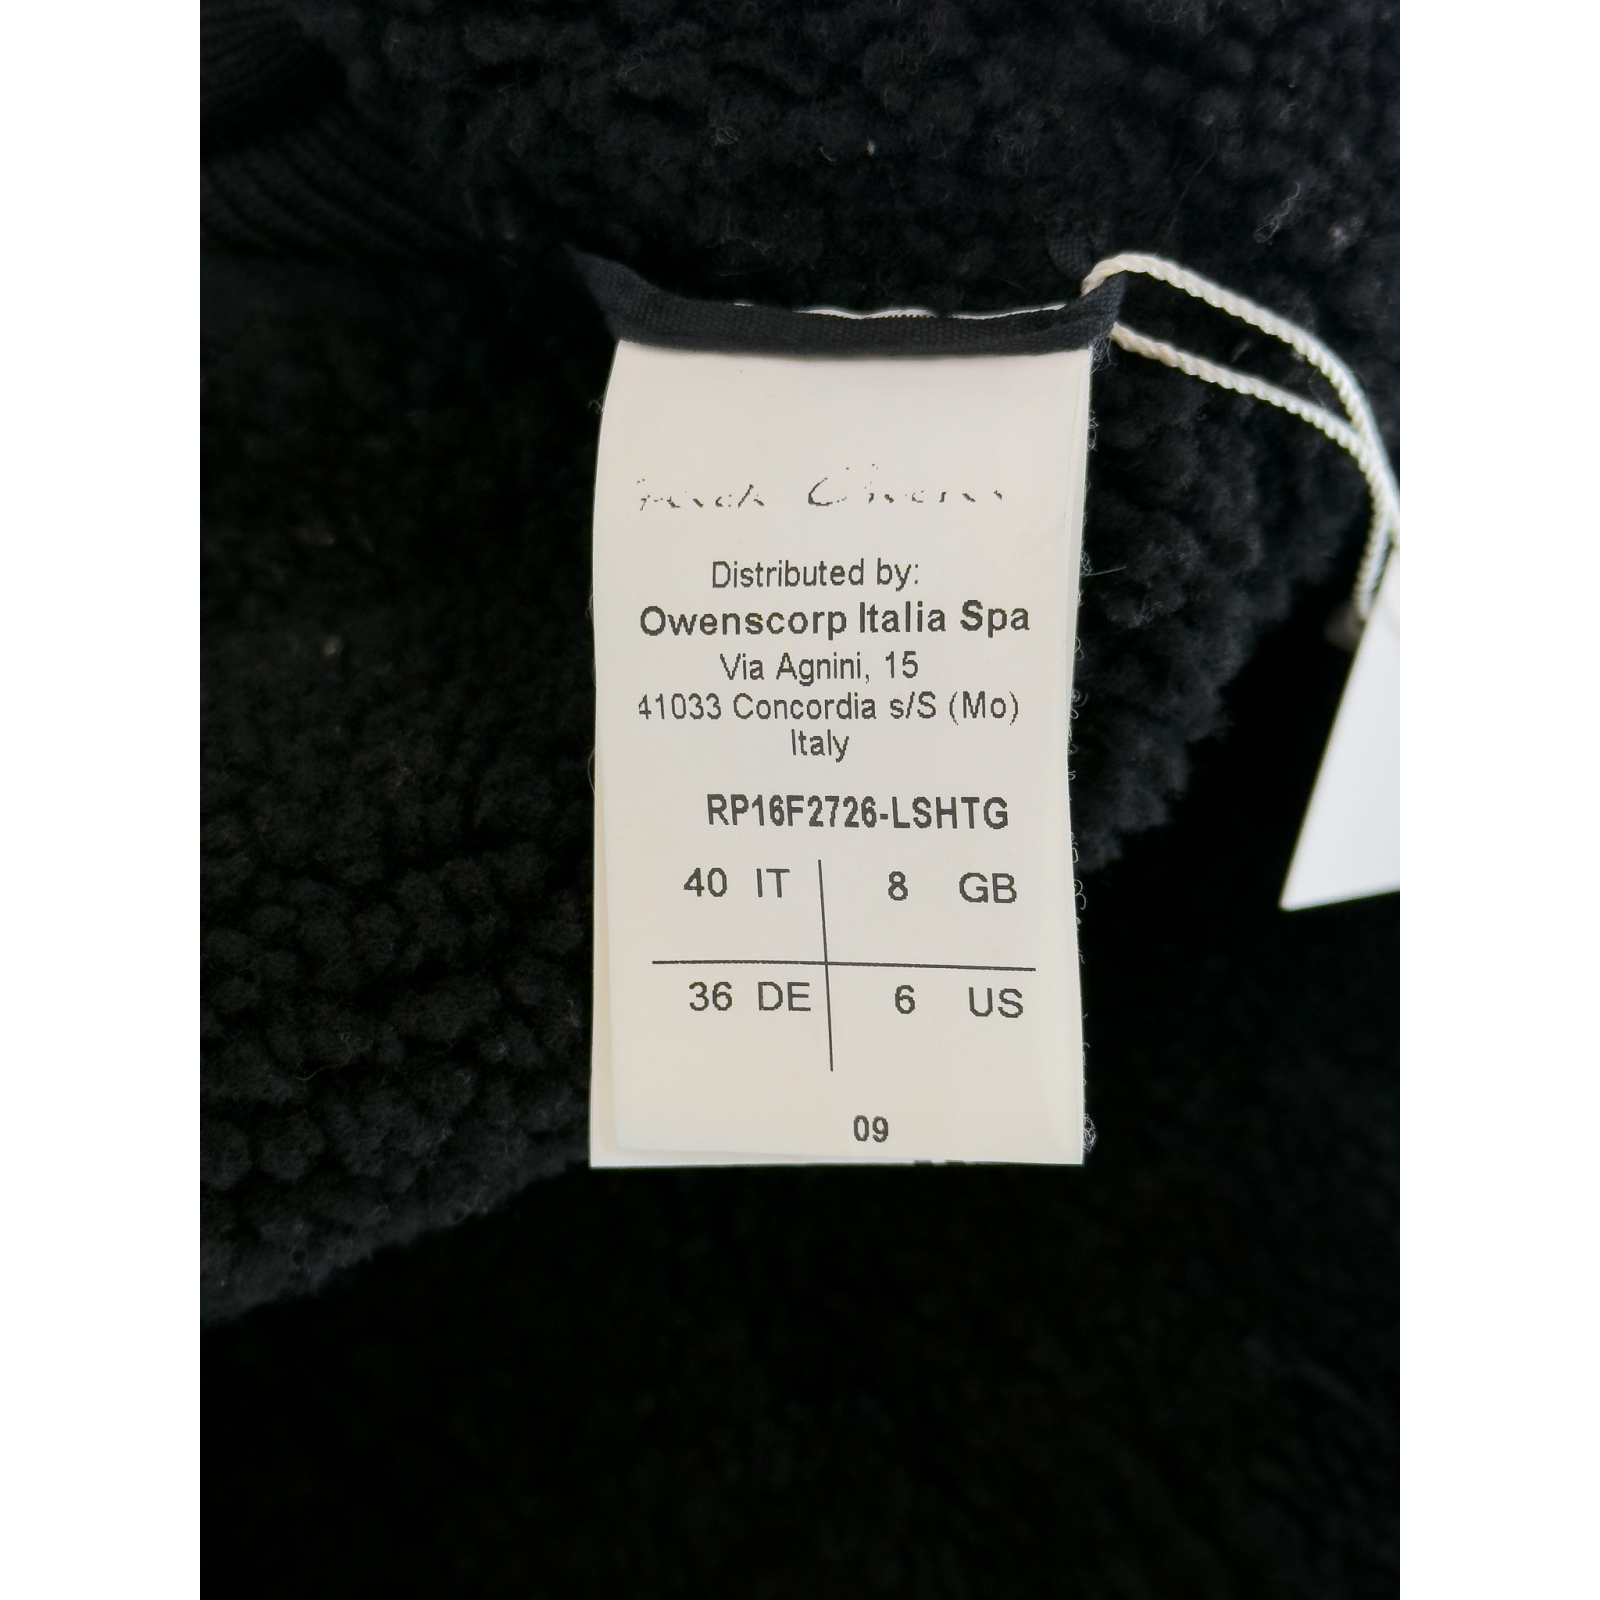 Rick Owens
Distributed by:
Owenscorp Italia Spa
Via Agnini, 15
41033 Concordia s/S (Mo)
Italy
RP16F2726-LSHTG
40 IT 8 GB
36 DE 6 US
09